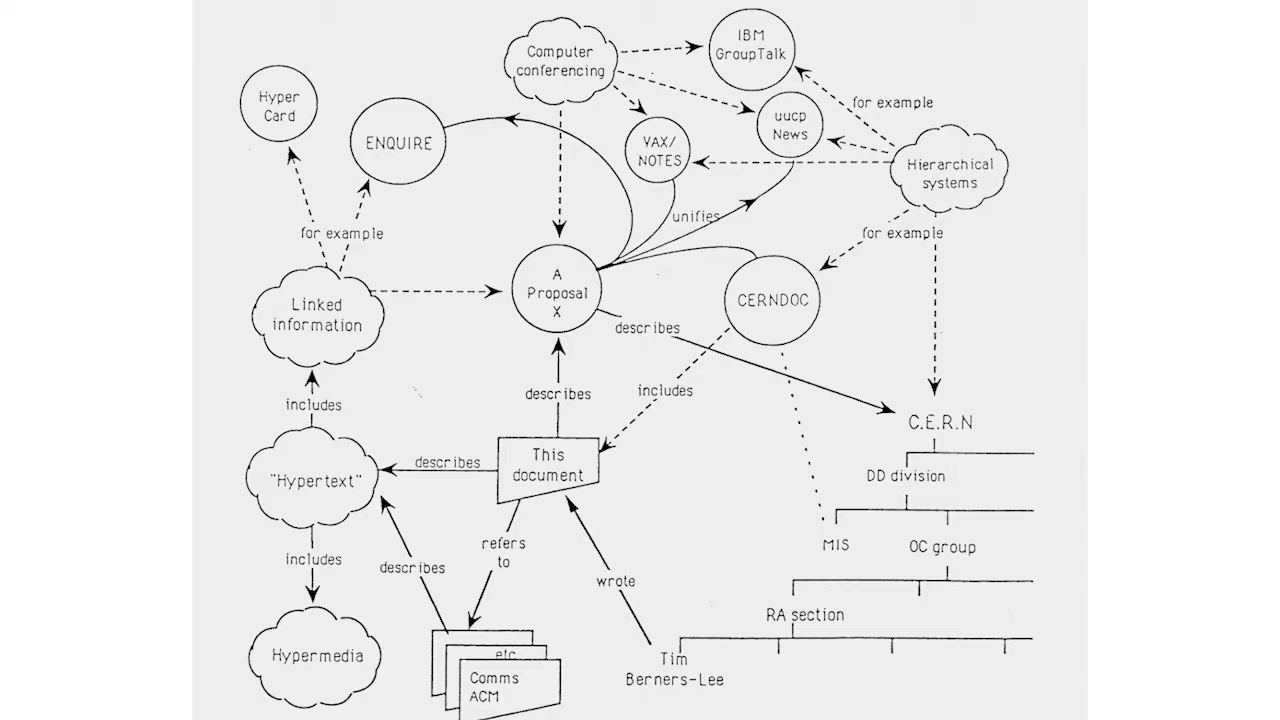 IBM
GroupTalk
Computer
conferencing
Hyper
Card
ENQUIRE
VAX/
NOTES
uucp
News
for example
Hierarchical
systems
unifies
for example
for example
Linked
information
A
Proposal
X
CERNDOC
describes
includes
describes
includes
C.E.R.N
This
document
describes
"Hypertext"
DD division
includes
describes
refers
to
wrote
MIS
OC group
RA section
Hypermedia
etc
Comms
ACM
Tim
Berners-Lee